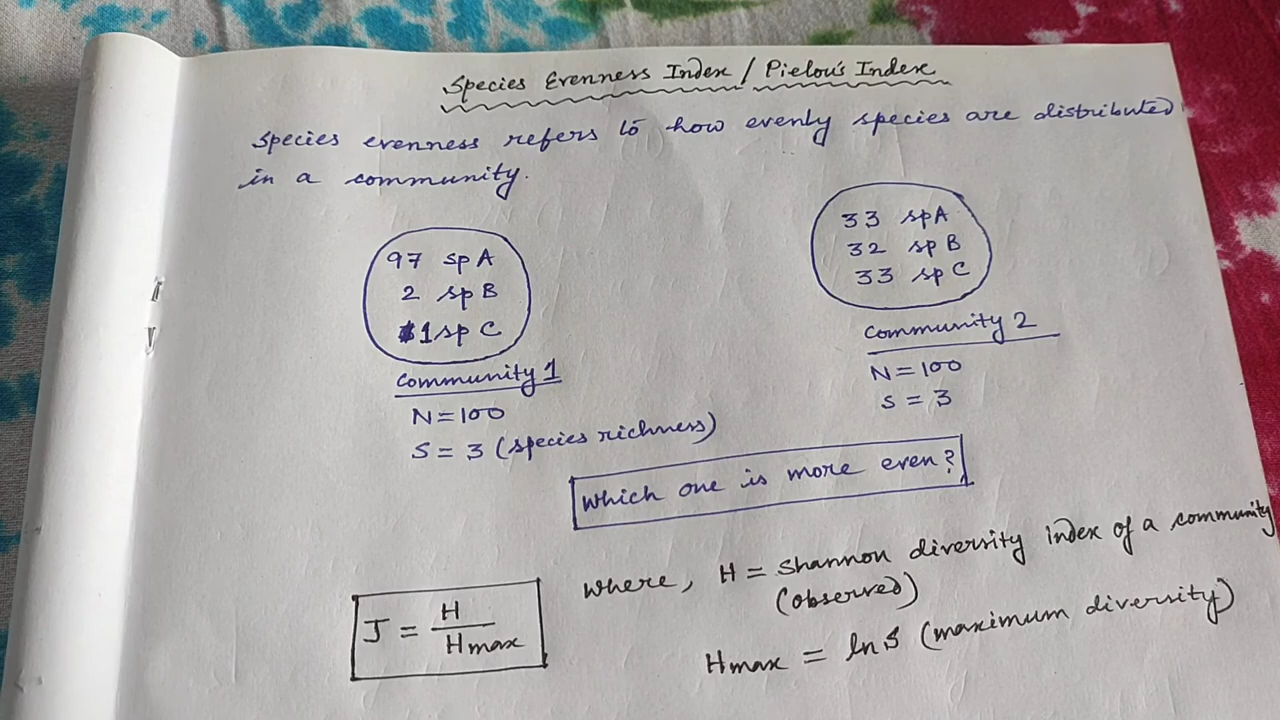 Species Evenness Index / Pielou's Index
Species evenness refers to how evenly species are distributed
in a community.
97 sp A
2 sp B
1 sp C
Community 1
N=100
S = 3 (species richness)
33 sp A
32 sp B
33 sp C
Community 2
N=100
S = 3
Which one is more even?
J = H / Hmax
where, H = Shannon diversity index of a community
(observed)
Hmax = ln S (maximum diversity)